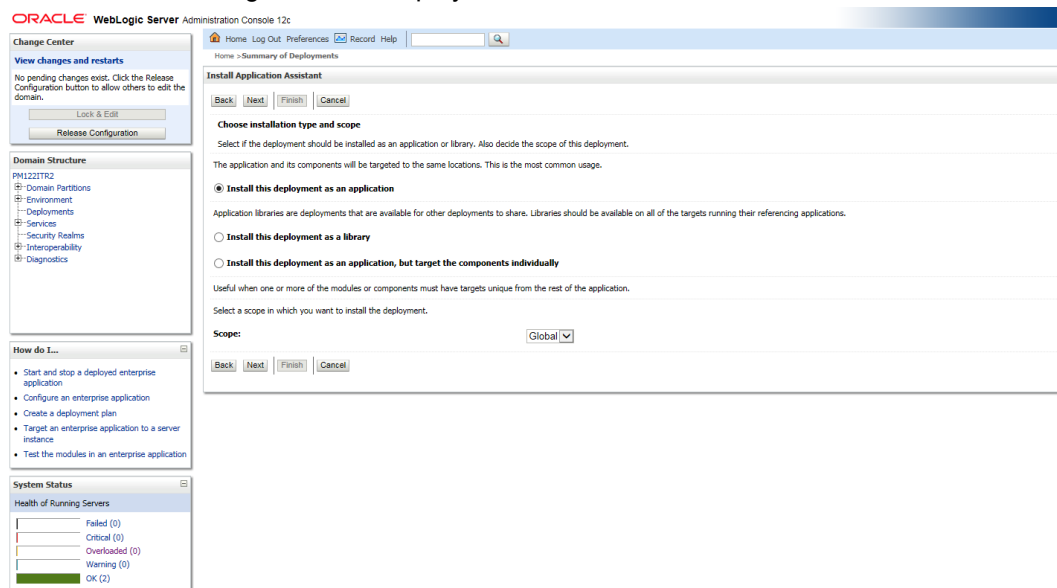 ORACLE WebLogic Server Administration Console 12c
Change Center
View changes and restarts
No pending changes exist. Click the Release
Configuration button to allow others to edit the
domain.
Lock & Edit
Release Configuration
Domain Structure
PM122ITR2
Domain Partitions
Environment
Deployments
Services
Security Realms
Interoperability
Diagnostics
How do I...
Start and stop a deployed enterprise
application
Configure an enterprise application
Create a deployment plan
Target an enterprise application to a server
instance
Test the modules in an enterprise application
System Status
Health of Running Servers
Failed (0)
Critical (0)
Overloaded (0)
Warning (0)
OK (2)
Home Log Out Preferences Record Help
Home >Summary of Deployments
Install Application Assistant
Back Next Finish Cancel
Choose installation type and scope
Select if the deployment should be installed as an application or library. Also decide the scope of this deployment.
The application and its components will be targeted to the same locations. This is the most common usage.
Install this deployment as an application
Application libraries are deployments that are available for other deployments to share. Libraries should be available on all of the targets running their referencing applications.
Install this deployment as a library
Install this deployment as an application, but target the components individually
Useful when one or more of the modules or components must have targets unique from the rest of the application.
Select a scope in which you want to install the deployment.
Scope: Global
Back Next Finish Cancel